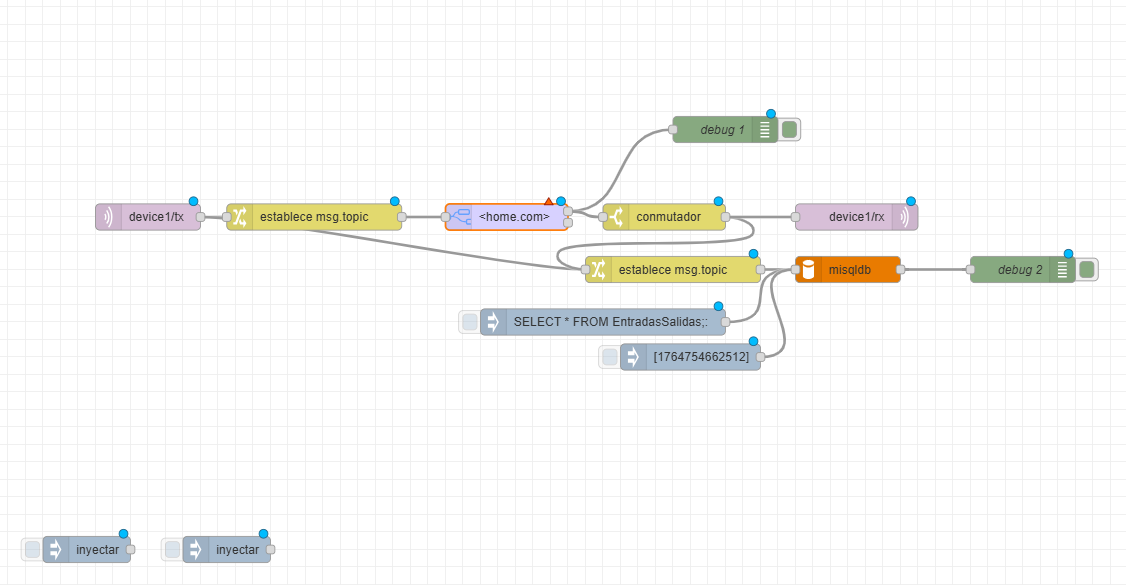 debug 1
device1/tx
establece msg.topic
<home.com>
conmutador
device1/rx
establece msg.topic
misqldb
debug 2
SELECT * FROM EntradasSalidas;:
[1764754662512]
inyectar
inyectar